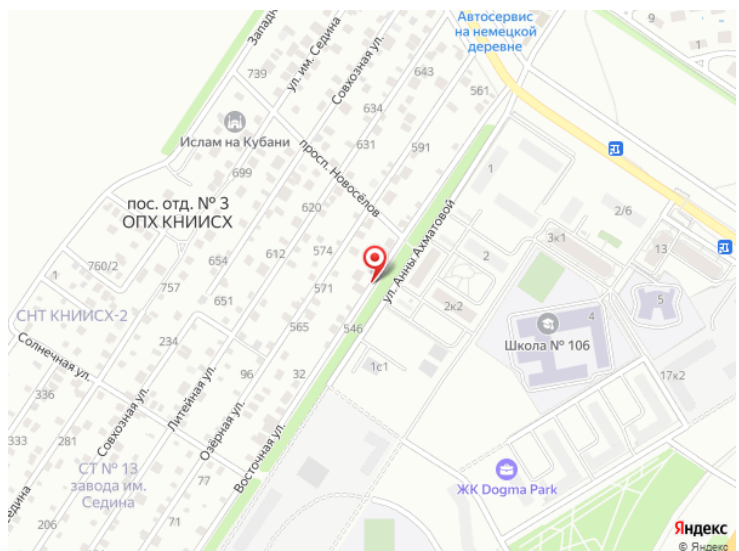 Автосервис
на немецкой
деревне
9
1
Западн
739
ул. им. Седина
Совхозная ул.
643
561
634
Ислам на Кубани
просп. Новосёлов
631
591
699
1
пос. отд. № 3
ОПХ КНИИСХ
620
ул. Анны Ахматовой
2/6
3к1
13
612
574
2
760/2
654
1
757
651
571
2к2
5
4
Школа № 106
СНТ КНИИСХ-2
234
565
546
Солнечная ул.
1с1
96
32
17к2
336
Совхозная ул.
Литейная ул.
Озёрная ул.
Восточная ул.
333
281
Седина
СТ № 13
завода им.
Седина
77
ЖК Dogma Park
206
71
Яндекс
© Яндекс